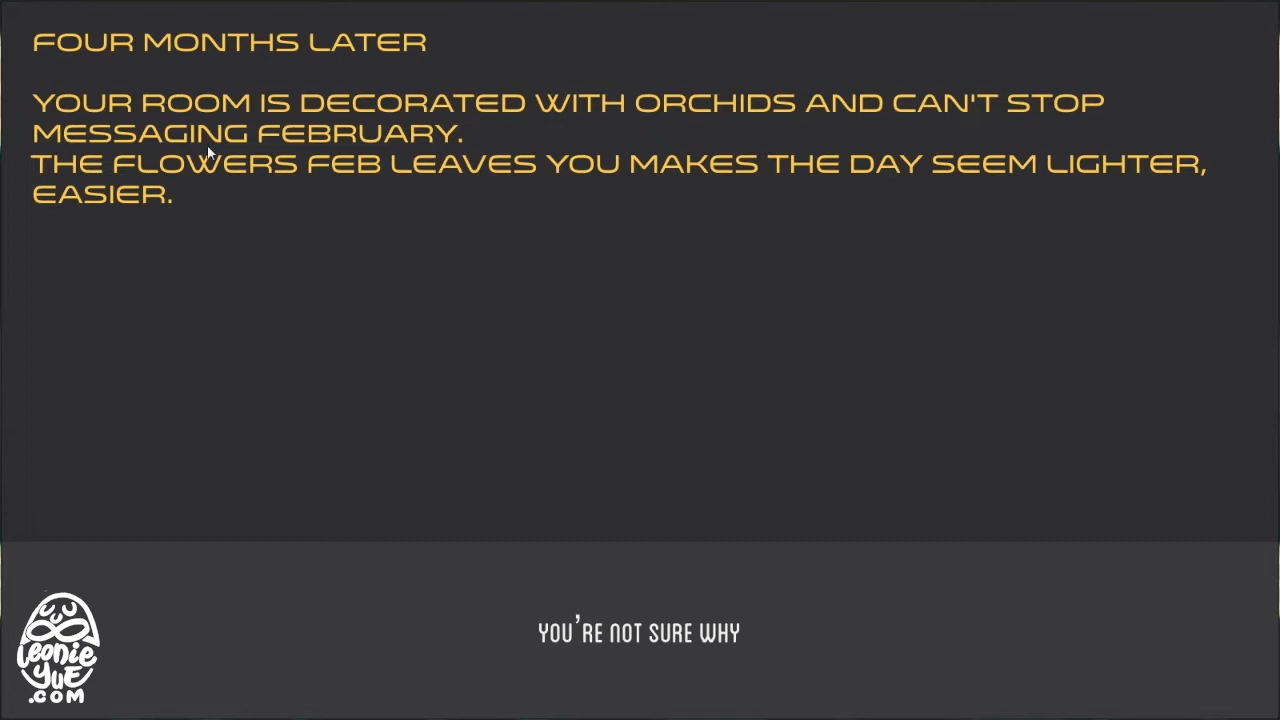 FOUR MONTHS LATER
YOUR ROOM IS DECORATED WITH ORCHIDS AND CAN'T STOP
MESSAGING FEBRUARY.
THE FLOWERS FEB LEAVES YOU MAKES THE DAY SEEM LIGHTER,
EASIER.
YOU'RE NOT SURE WHY
Leonie
YuE
.COM